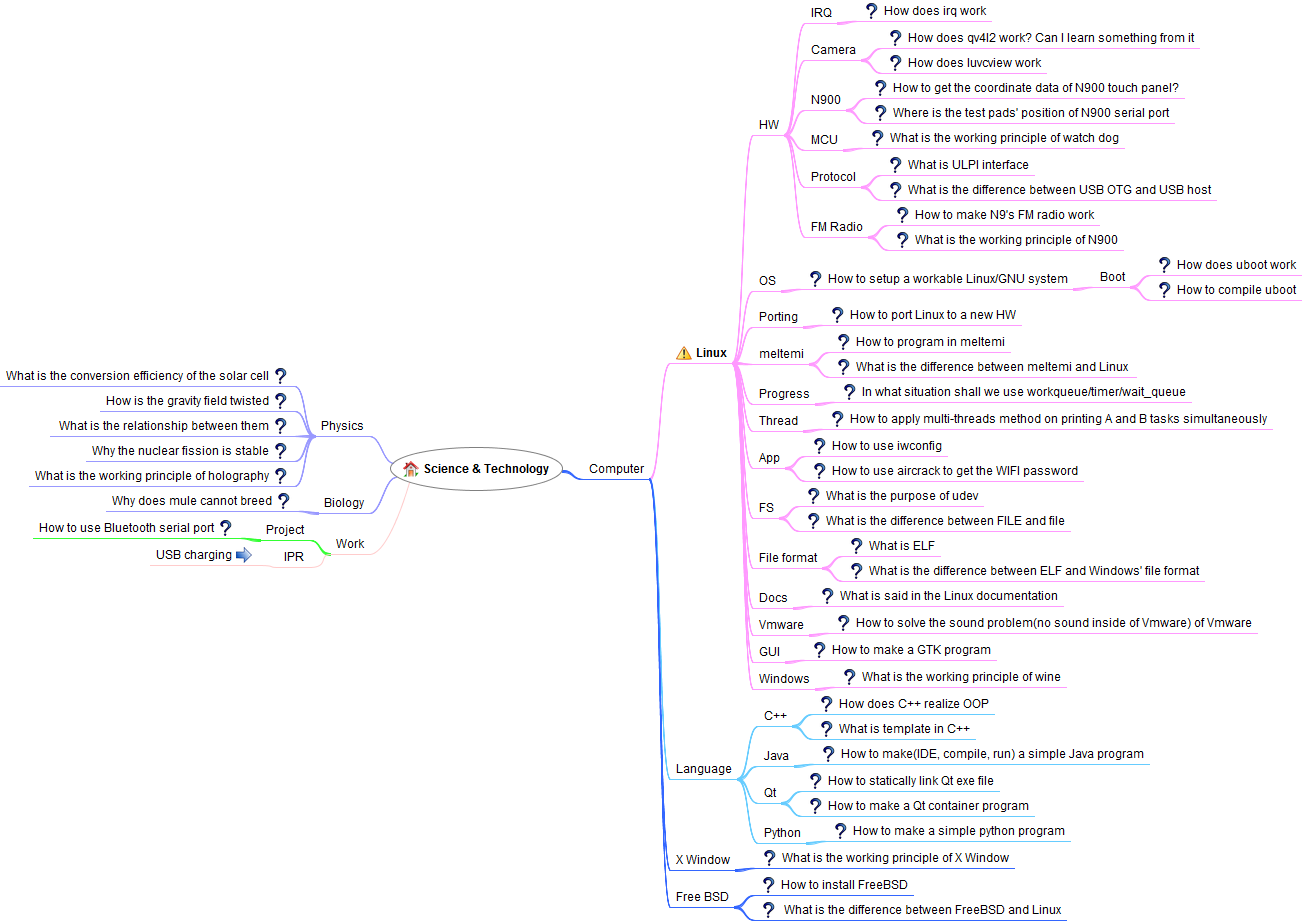 Science & Technology
Physics
What is the conversion efficiency of the solar cell
How is the gravity field twisted
What is the relationship between them
Why the nuclear fission is stable
What is the working principle of holography
Biology
Why does mule cannot breed
Work
Project
How to use Bluetooth serial port
IPR
USB charging
Computer
Linux
HW
IRQ
How does irq work
Camera
How does qv4l2 work? Can I learn something from it
How does luvcview work
N900
How to get the coordinate data of N900 touch panel?
Where is the test pads' position of N900 serial port
MCU
What is the working principle of watch dog
Protocol
What is ULPI interface
What is the difference between USB OTG and USB host
FM Radio
How to make N9's FM radio work
What is the working principle of N900
OS
How to setup a workable Linux/GNU system
Boot
How does uboot work
How to compile uboot
Porting
How to port Linux to a new HW
meltemi
How to program in meltemi
What is the difference between meltemi and Linux
Progress
In what situation shall we use workqueue/timer/wait_queue
Thread
How to apply multi-threads method on printing A and B tasks simultaneously
App
How to use iwconfig
How to use aircrack to get the WIFI password
FS
What is the purpose of udev
What is the difference between FILE and file
File format
What is ELF
What is the difference between ELF and Windows' file format
Docs
What is said in the Linux documentation
Vmware
How to solve the sound problem(no sound inside of Vmware) of Vmware
GUI
How to make a GTK program
Windows
What is the working principle of wine
Language
C++
How does C++ realize OOP
What is template in C++
Java
How to make(IDE, compile, run) a simple Java program
Qt
How to statically link Qt exe file
How to make a Qt container program
Python
How to make a simple python program
X Window
What is the working principle of X Window
Free BSD
How to install FreeBSD
What is the difference between FreeBSD and Linux